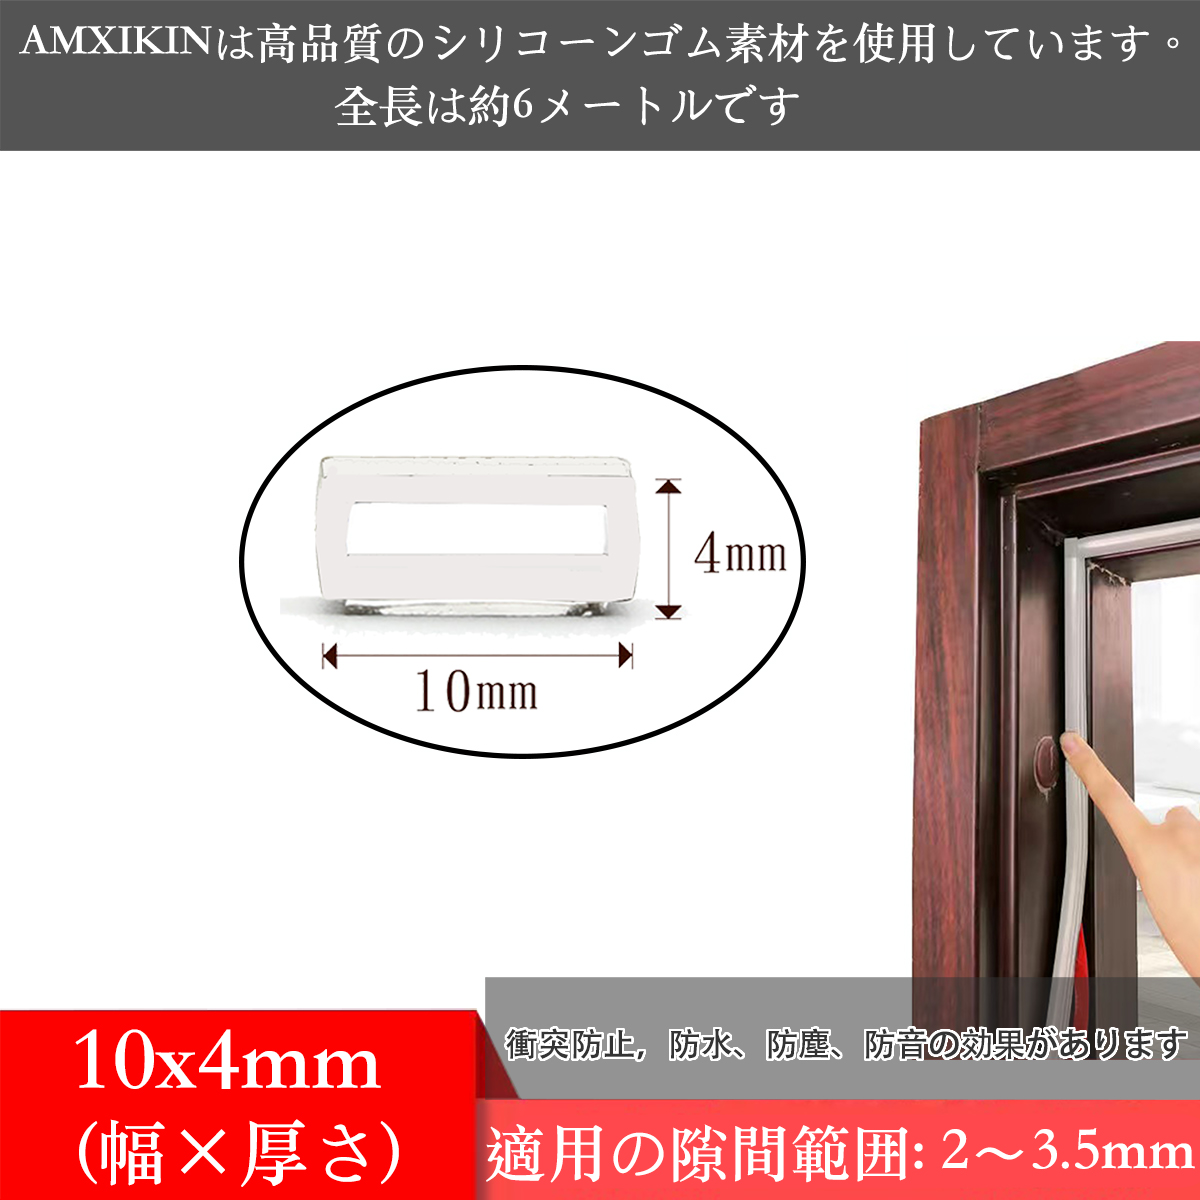 AMXIKINは高品質のシリコーンゴム素材を使用しています。
全長は約6メートルです
4mm
10mm
衝突防止，防水、防塵、防音の効果があります
10x4mm
(幅×厚さ)
適用の隙間範囲: 2～3.5mm